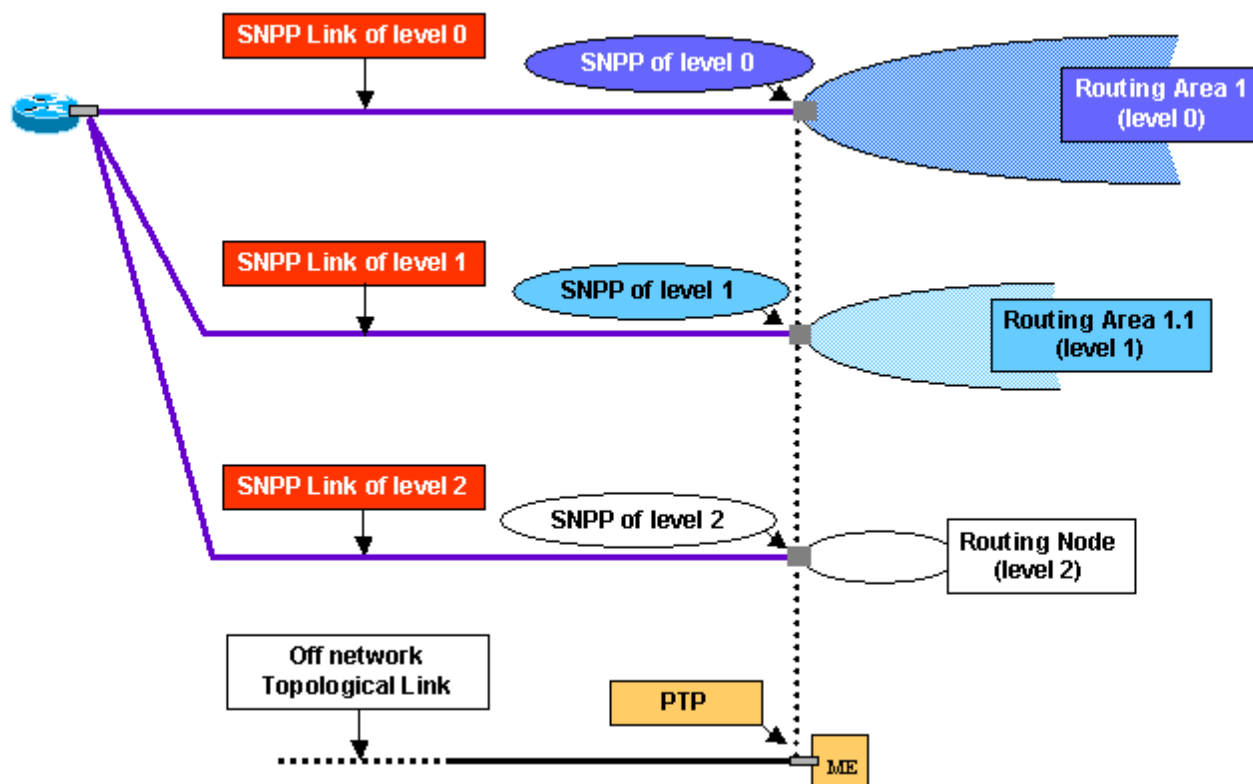 SNPP Link of level 0
SNPP of level 0
Routing Area 1
(level 0)
SNPP Link of level 1
SNPP of level 1
Routing Area 1.1
(level 1)
SNPP Link of level 2
SNPP of level 2
Routing Node
(level 2)
Off network
Topological Link
PTP
ME